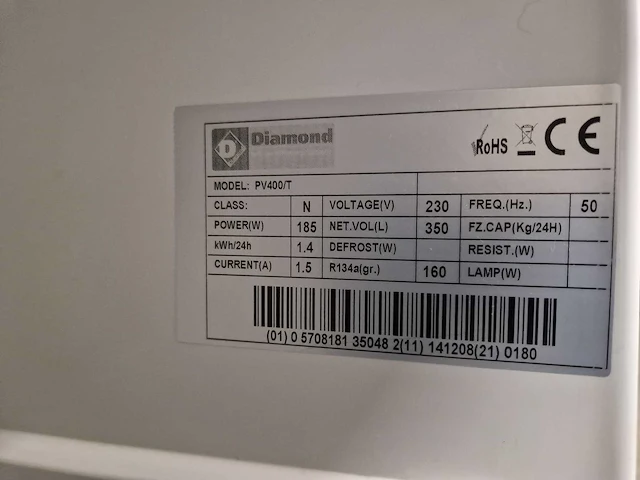 D Diamond
RoHS CE
MODEL: PV400/T
CLASS: N VOLTAGE(V) 230 FREQ.(Hz.) 50
POWER(W) 185 NET.VOL(L) 350 FZ.CAP(Kg/24H)
kWh/24h 1.4 DEFROST(W) RESIST.(W)
CURRENT(A) 1.5 R134a(gr.) 160 LAMP(W)
(01) 0 5708181 35048 2(11) 141208(21) 0180